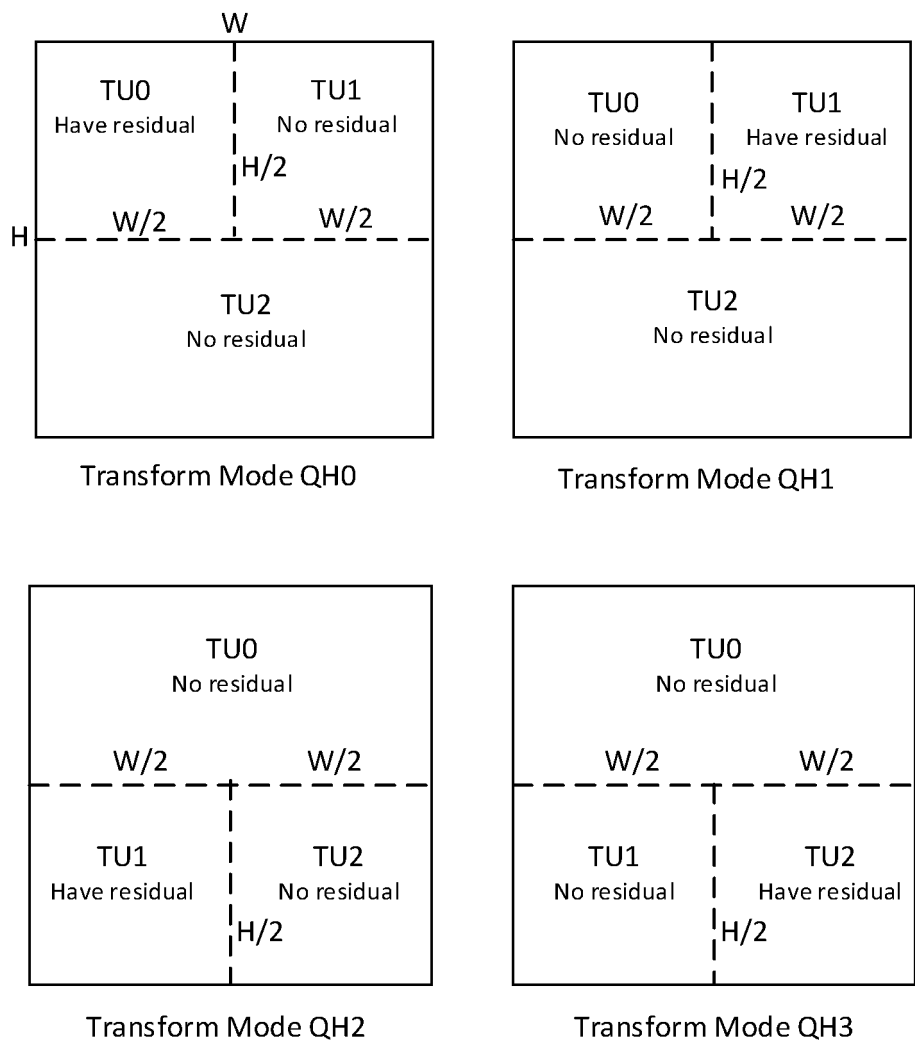 W
TU0
Have residual
TU1
No residual
H/2
W/2
W/2
H
TU2
No residual
Transform Mode QH0
TU0
No residual
TU1
Have residual
H/2
W/2
W/2
TU2
No residual
Transform Mode QH1
TU0
No residual
W/2
W/2
TU1
Have residual
TU2
No residual
H/2
Transform Mode QH2
TU0
No residual
W/2
W/2
TU1
No residual
TU2
Have residual
H/2
Transform Mode QH3